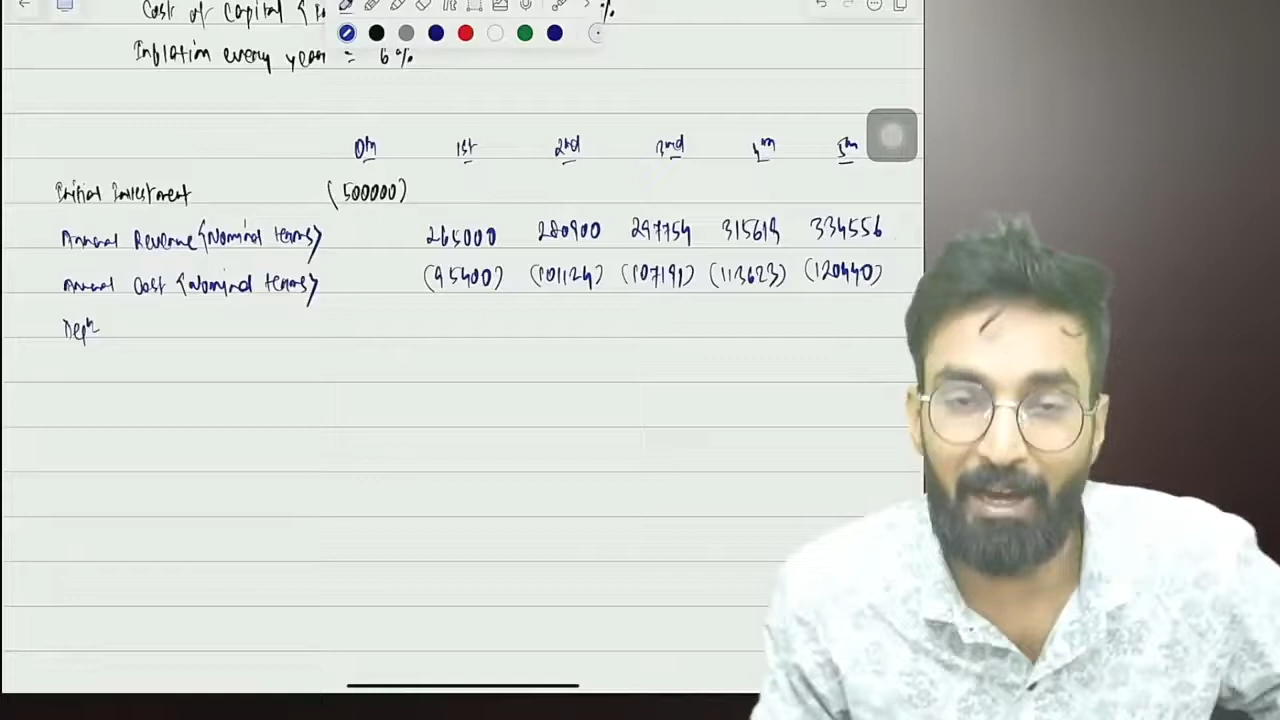 Cost of Capital { %
Inflation every year = 6%
0th 1st 2nd 3rd 4th 5th
Initial Investment (500000)
Annual Revenue {Nominal terms} 265000 280900 297754 315619 334556
Annual Cost {Nominal terms} (95400) (101124) (107191) (113623) (120440)
Depn